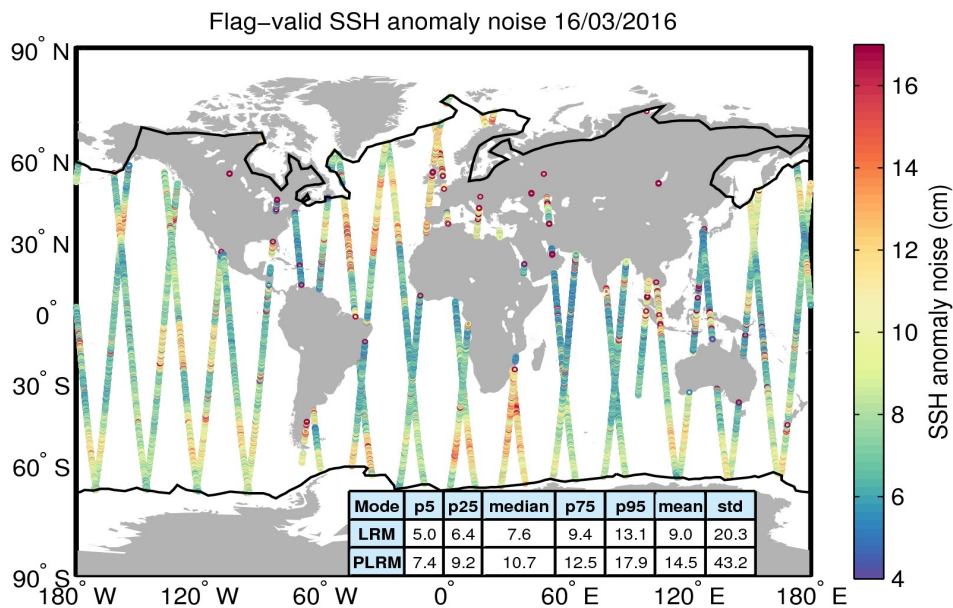 Flag−valid SSH anomaly noise 16/03/2016
90° N
60° N
30° N
0°
30° S
60° S
90° S
180° W
120° W
60° W
0°
60° E
120° E
180° E
Mode p5 p25 median p75 p95 mean std
LRM 5.0 6.4 7.6 9.4 13.1 9.0 20.3
PLRM 7.4 9.2 10.7 12.5 17.9 14.5 43.2
16
14
12
10
8
6
4
SSH anomaly noise (cm)